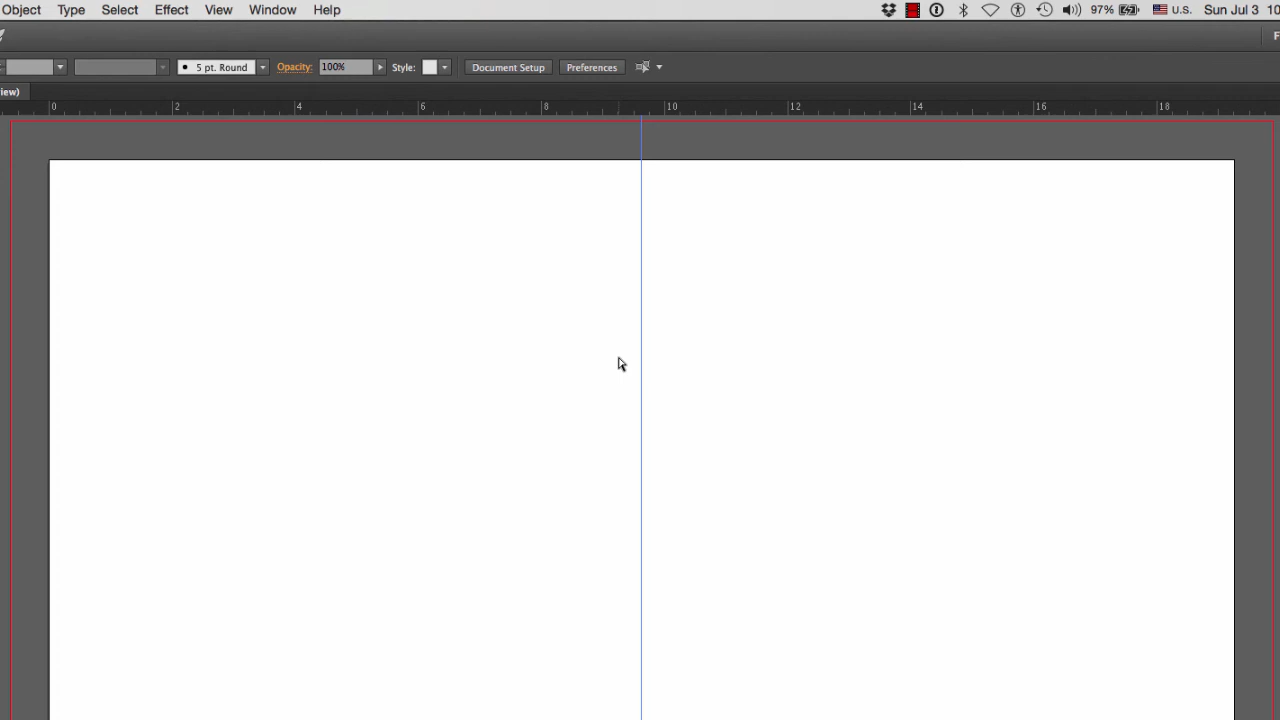 Object Type Select Effect View Window Help 97% U.S. Sun Jul 3 10
5 pt. Round Opacity: 100% Style: Document Setup Preferences
iew)
0 2 4 6 8 10 12 14 16 18